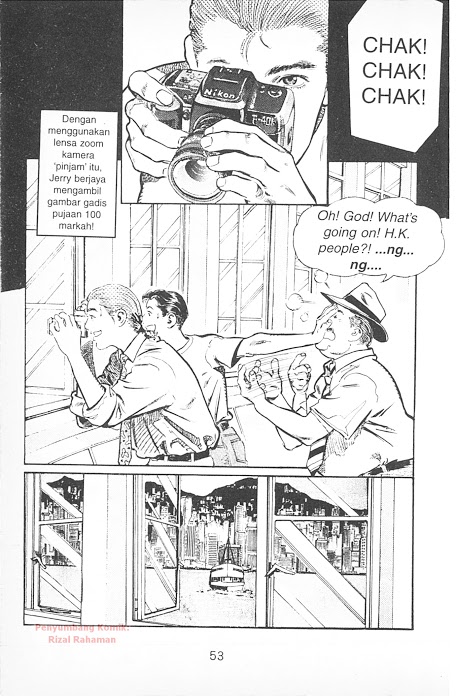 CHAK!
CHAK!
CHAK!
Nikon
F-401
Dengan
menggunakan
lensa zoom
kamera
'pinjam' itu,
Jerry berjaya
mengambil
gambar gadis
pujaan 100
markah!
Oh! God! What's
going on! H.K.
people?! ...ng...
ng....
Penyumbang Komik:
Rizal Rahaman
53